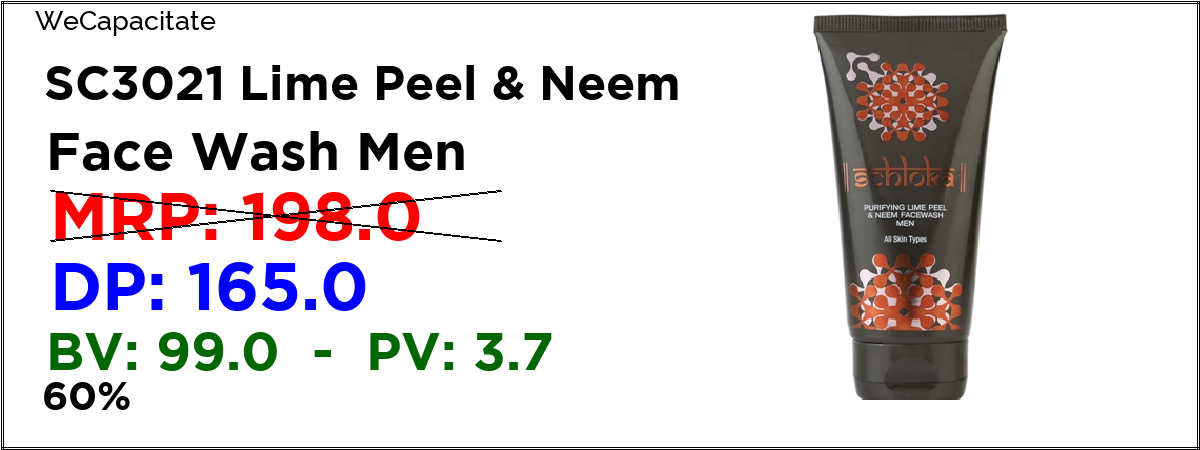 WeCapacitate
SC3021 Lime Peel & Neem
Face Wash Men
MRP: 198.0
DP: 165.0
BV: 99.0 - PV: 3.7
60%
schloka
PURIFYING LIME PEEL
& NEEM FACEWASH
MEN
All Skin Types